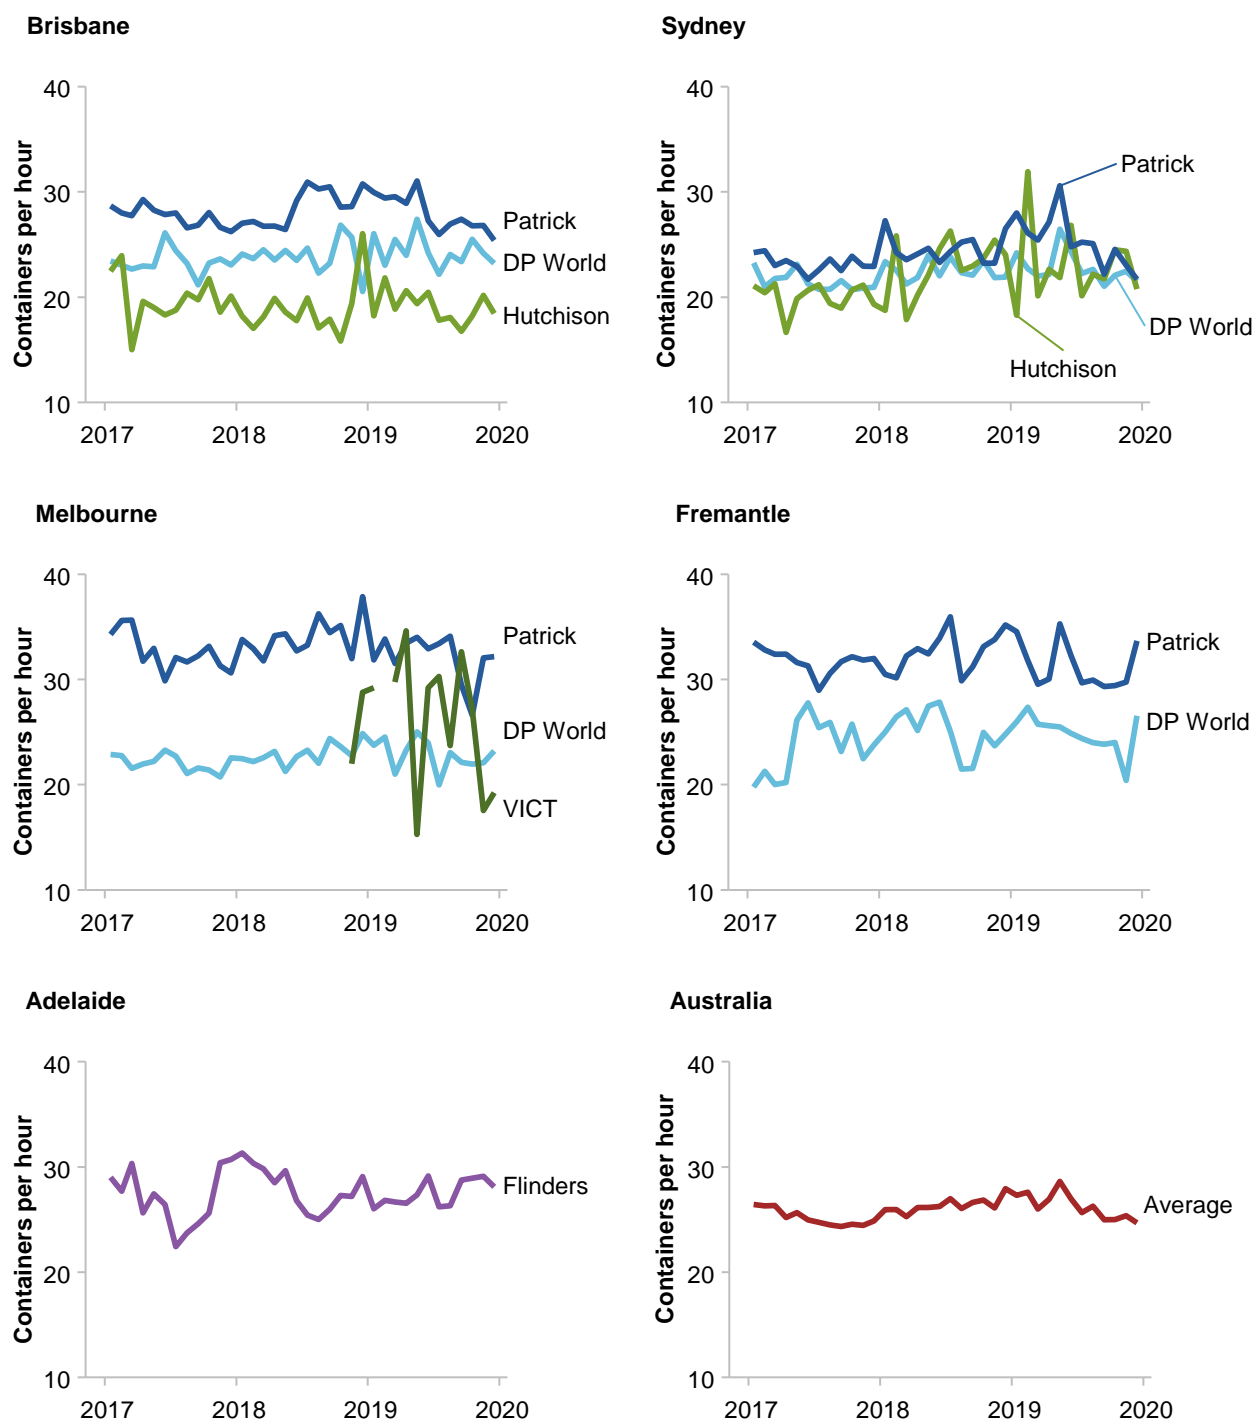 Brisbane
Containers per hour
40
30
20
10
2017 2018 2019 2020
Patrick
DP World
Hutchison
Sydney
Containers per hour
40
30
20
10
2017 2018 2019 2020
Patrick
DP World
Hutchison
Melbourne
Containers per hour
40
30
20
10
2017 2018 2019 2020
Patrick
DP World
VICT
Fremantle
Containers per hour
40
30
20
10
2017 2018 2019 2020
Patrick
DP World
Adelaide
Containers per hour
40
30
20
10
2017 2018 2019 2020
Flinders
Australia
Containers per hour
40
30
20
10
2017 2018 2019 2020
Average